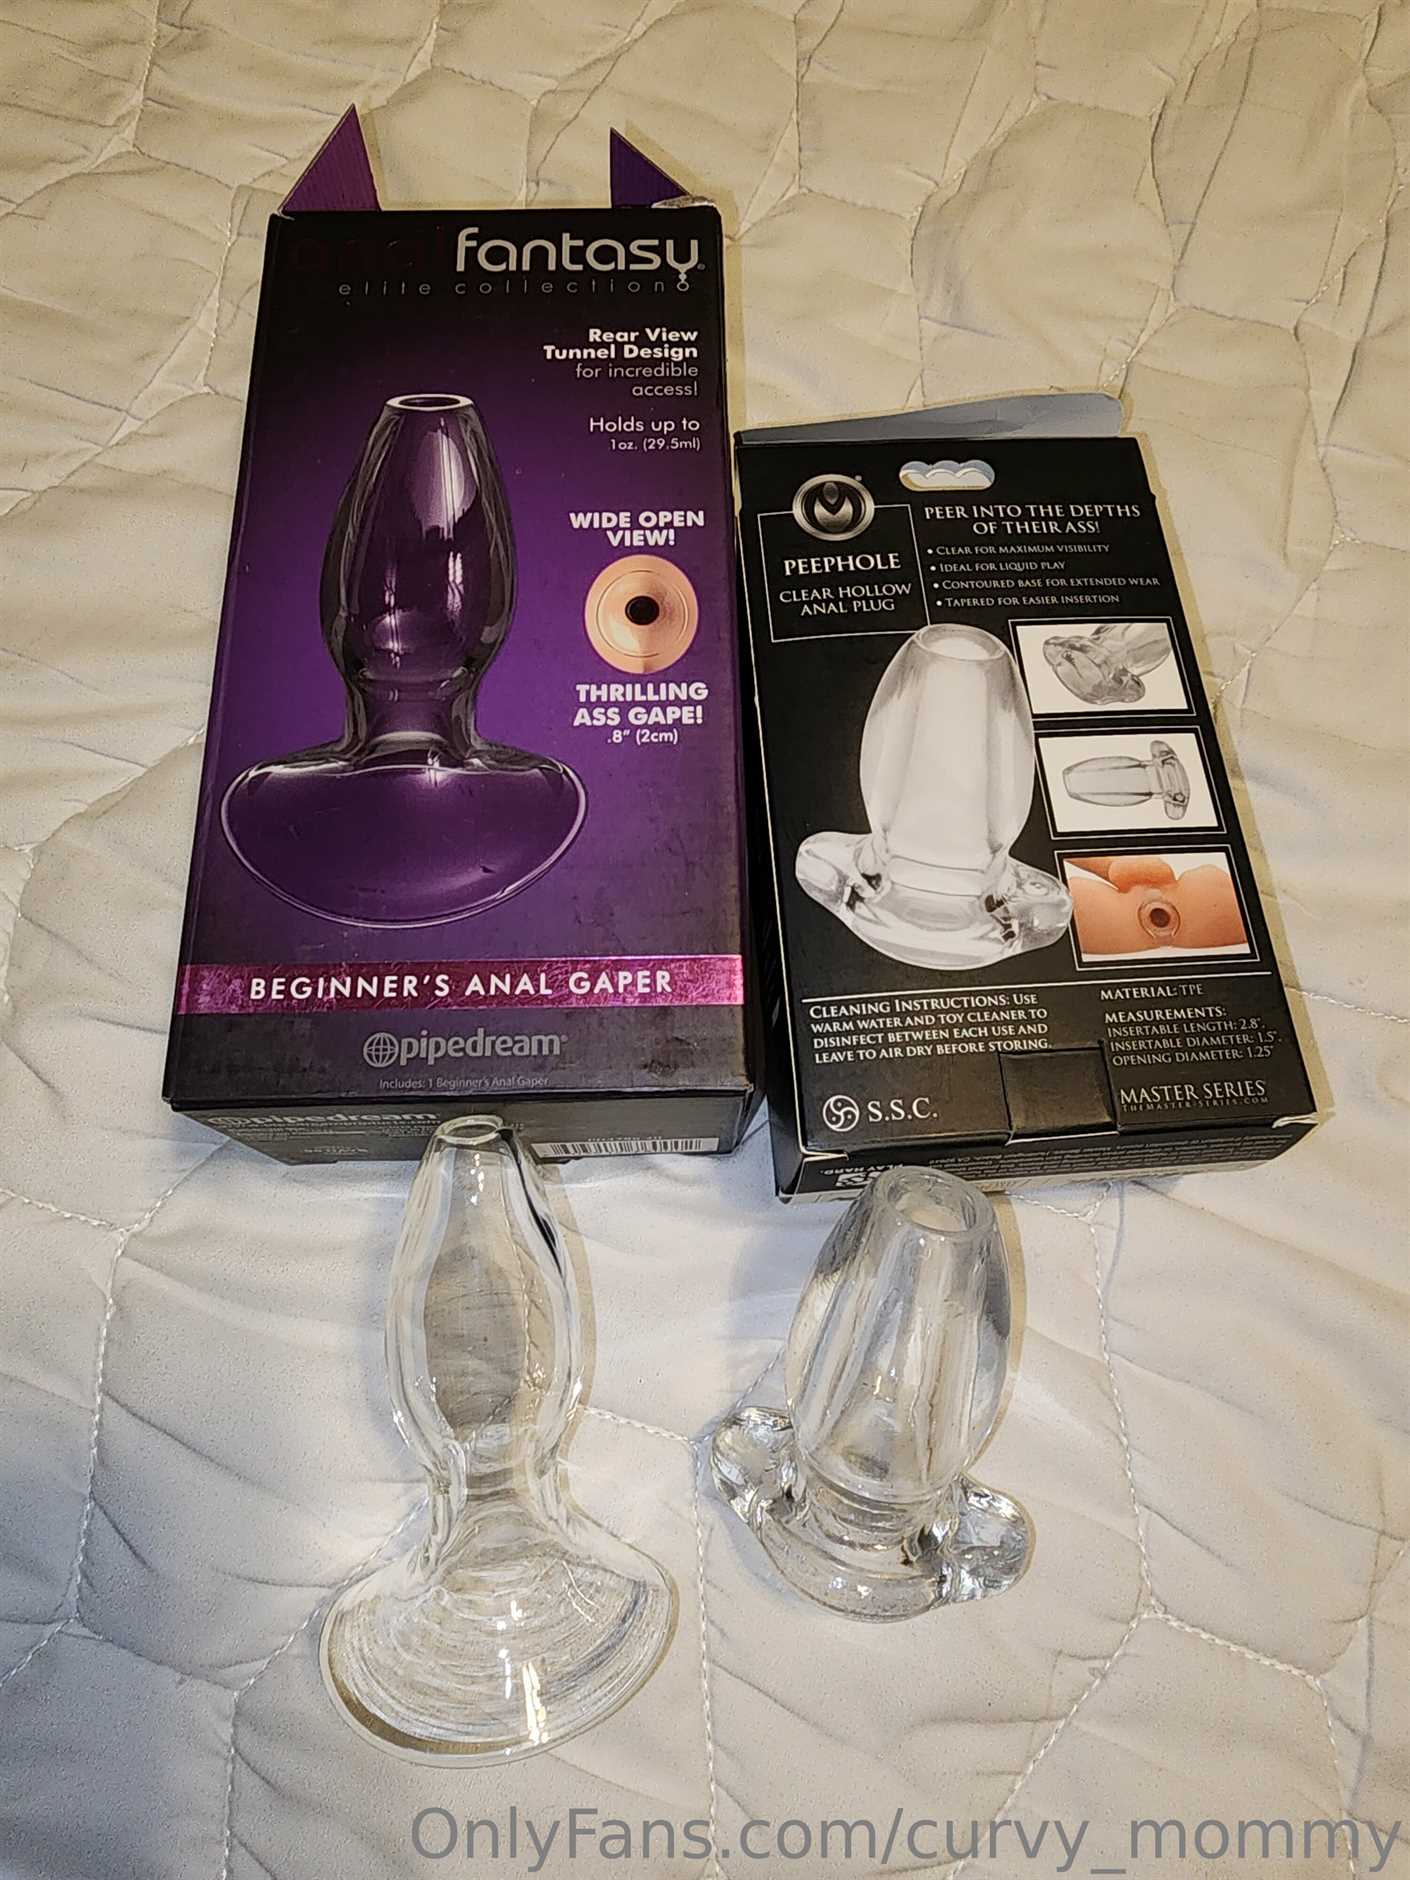 anal fantasy
elite collection
Rear View
Tunnel Design
for incredible
access!
Holds up to
1oz. (29.5ml)
WIDE OPEN
VIEW!
THRILLING
ASS GAPE!
.8" (2cm)
BEGINNER'S ANAL GAPER
pipedream
Includes: 1 Beginner's Anal Gaper
pipedream
PEEPHOLE
CLEAR HOLLOW
ANAL PLUG
PEER INTO THE DEPTHS
OF THEIR ASS!
• CLEAR FOR MAXIMUM VISIBILITY
• IDEAL FOR LIQUID PLAY
• CONTOURED BASE FOR EXTENDED WEAR
• TAPERED FOR EASIER INSERTION
CLEANING INSTRUCTIONS: USE
WARM WATER AND TOY CLEANER TO
DISINFECT BETWEEN EACH USE AND
LEAVE TO AIR DRY BEFORE STORING.
MATERIAL: TPE
MEASUREMENTS:
INSERTABLE LENGTH: 2.8",
INSERTABLE DIAMETER: 1.5",
OPENING DIAMETER: 1.25"
S.S.C.
MASTER SERIES
THEMASTER-SERIES.COM
OnlyFans.com/curvy_mommy